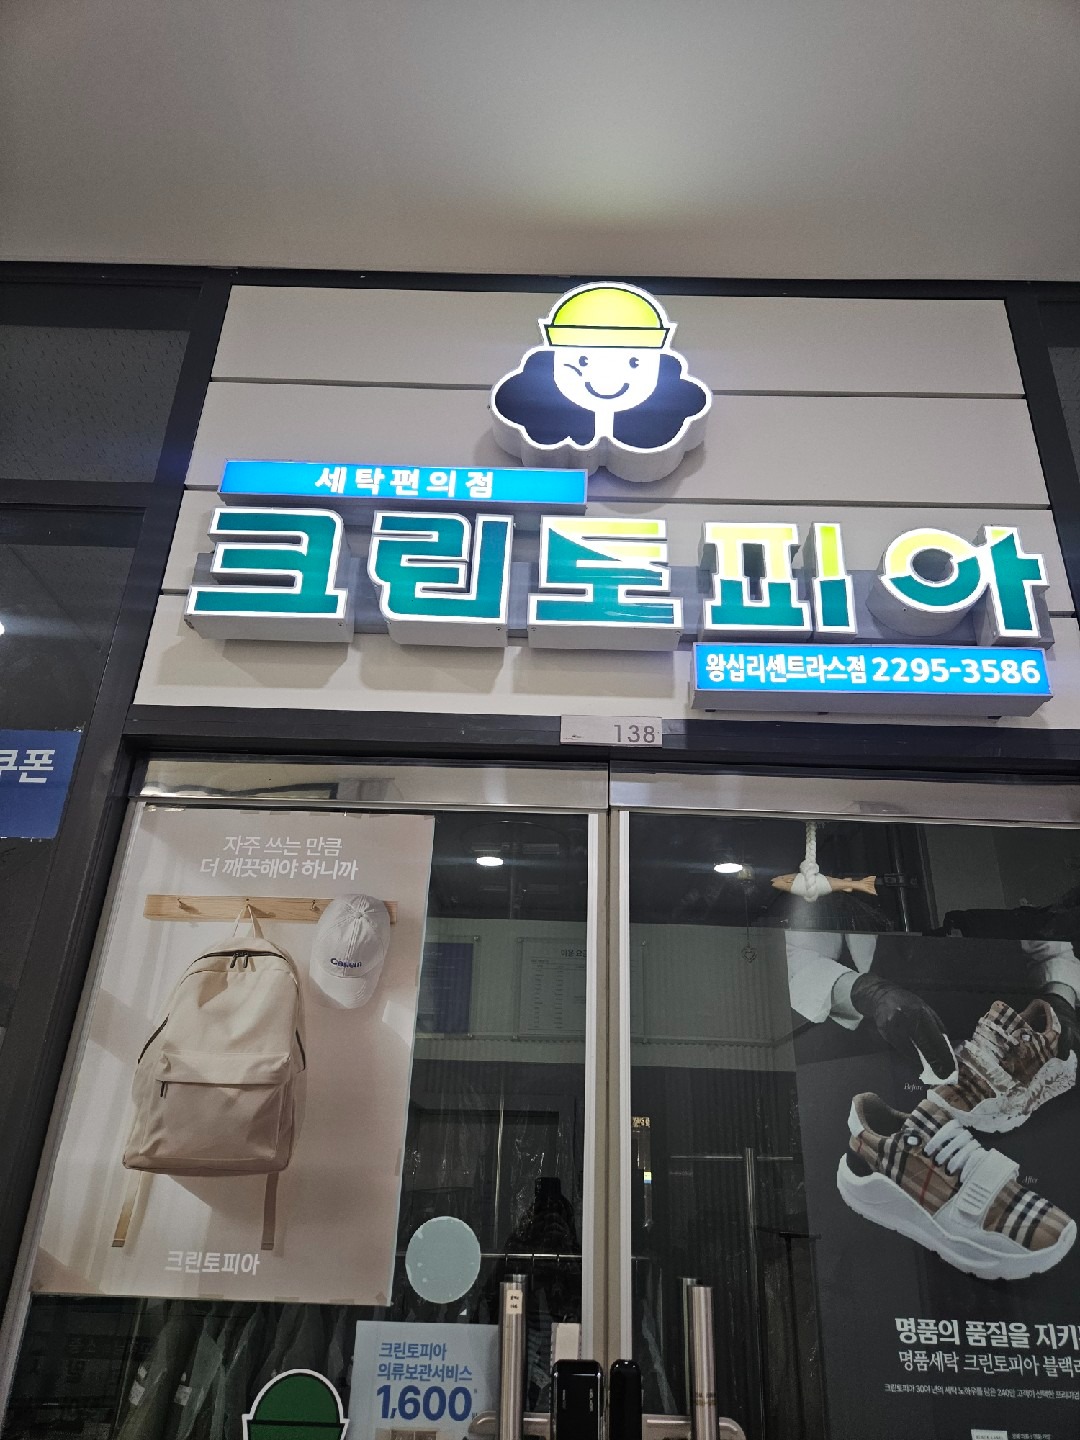 세탁편의점
크린토피아
왕십리센트라스점 2295-3586
138
쿠폰
자주 쓰는 만큼
더 깨끗해야 하니까
크린토피아
Before
After
명품의 품질을 지키
명품세탁 크린토피아 블랙
크린토피아
의류보관서비스
1,600